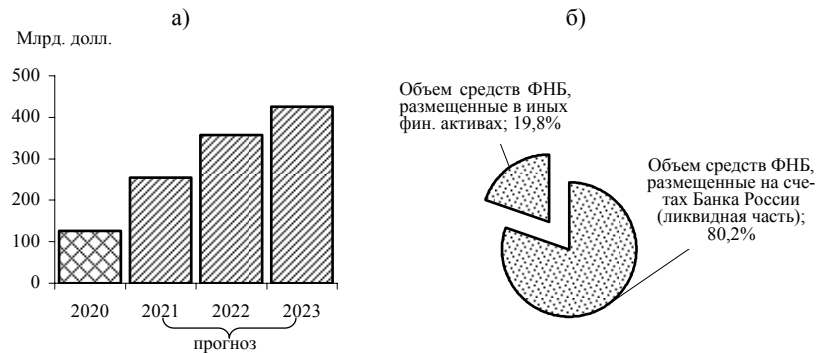 а)
Млрд. долл.
500
400
300
200
100
0
2020 2021 2022 2023
прогноз
б)
Объем средств ФНБ,
размещенные в иных
фин. активах; 19,8%
Объем средств ФНБ,
размещенные на сче-
тах Банка России
(ликвидная часть);
80,2%